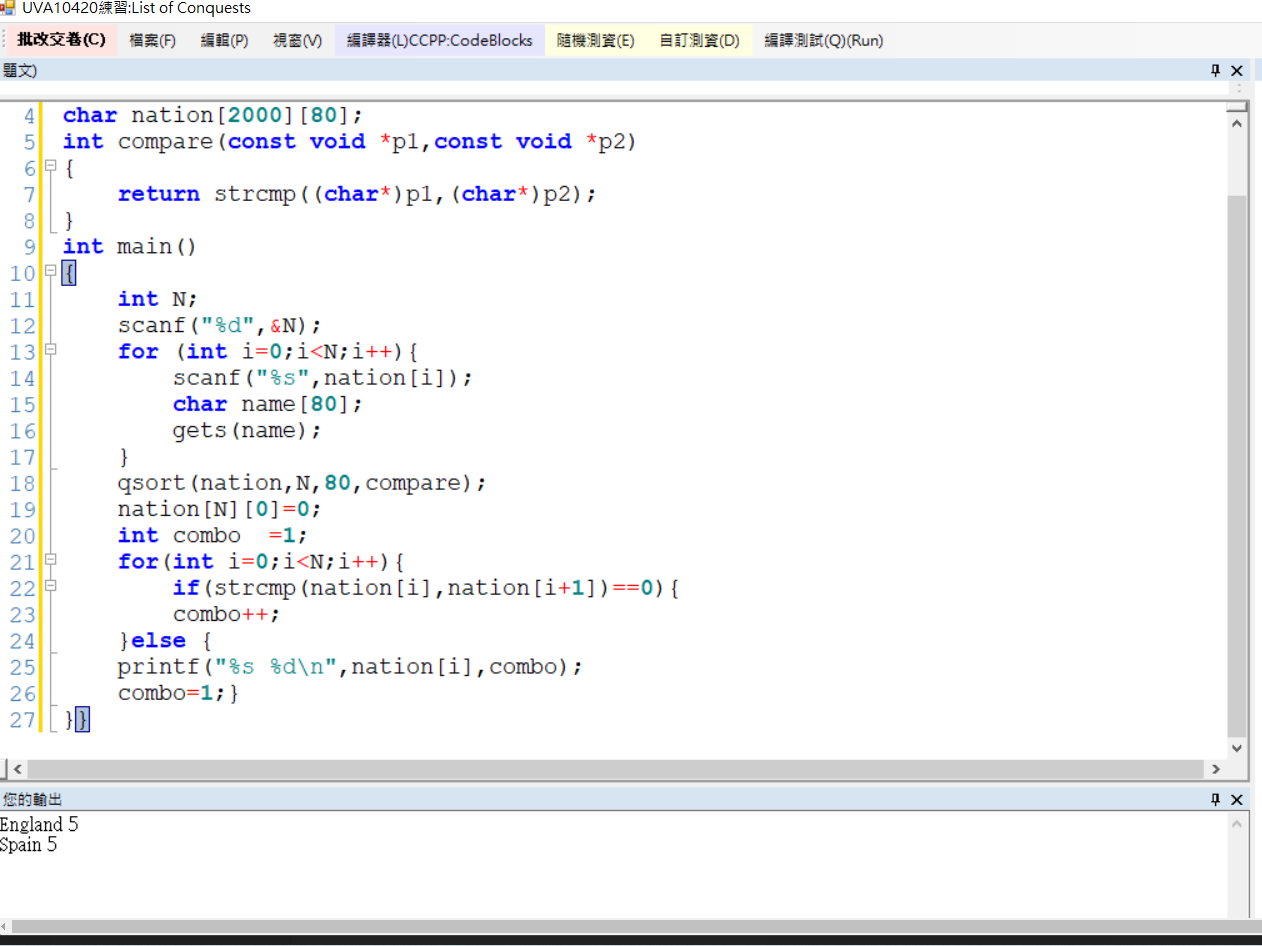 UVA10420練習:List of Conquests
批改交卷(C) 檔案(F) 編輯(P) 視窗(V) 編譯器(L)CCPP:CodeBlocks 隨機測資(E) 自訂測資(D) 編譯測試(Q)(Run)
題文)
4 char nation[2000][80];
5 int compare(const void *p1,const void *p2)
6 {
7 return strcmp((char*)p1,(char*)p2);
8 }
9 int main()
10 {
11 int N;
12 scanf("%d",&N);
13 for (int i=0;i<N;i++){
14 scanf("%s",nation[i]);
15 char name[80];
16 gets(name);
17 }
18 qsort(nation,N,80,compare);
19 nation[N][0]=0;
20 int combo  =1;
21 for(int i=0;i<N;i++){
22 if(strcmp(nation[i],nation[i+1])==0){
23 combo++;
24 }else {
25 printf("%s %d\n",nation[i],combo);
26 combo=1;}
27 }}
您的輸出
England 5
Spain 5